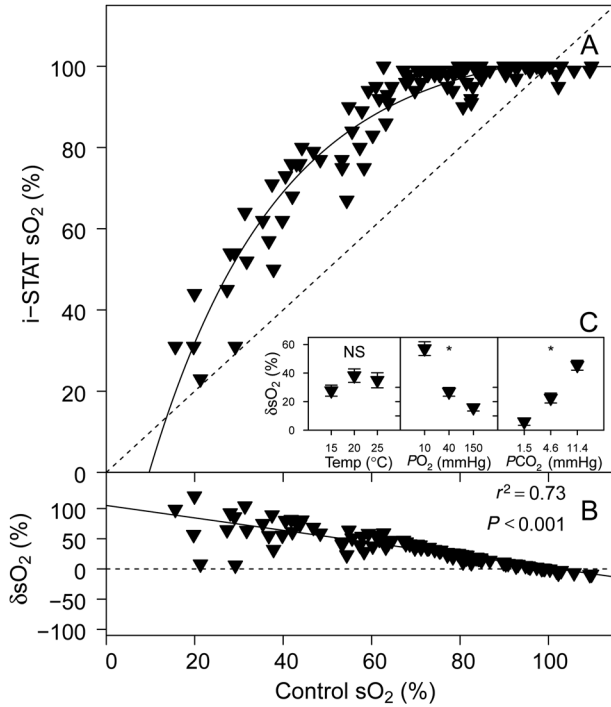 A
100
80
60
40
20
0
i-STAT sO₂ (%)
C
60
40
20
0
δsO₂ (%)
NS
15 20 25
Temp (°C)
*
10 40 150
PO₂ (mmHg)
*
1.5 4.6 11.4
PCO₂ (mmHg)
r² = 0.73
P < 0.001
100
50
0
−50
−100
δsO₂ (%)
B
0 20 40 60 80 100
Control sO₂ (%)